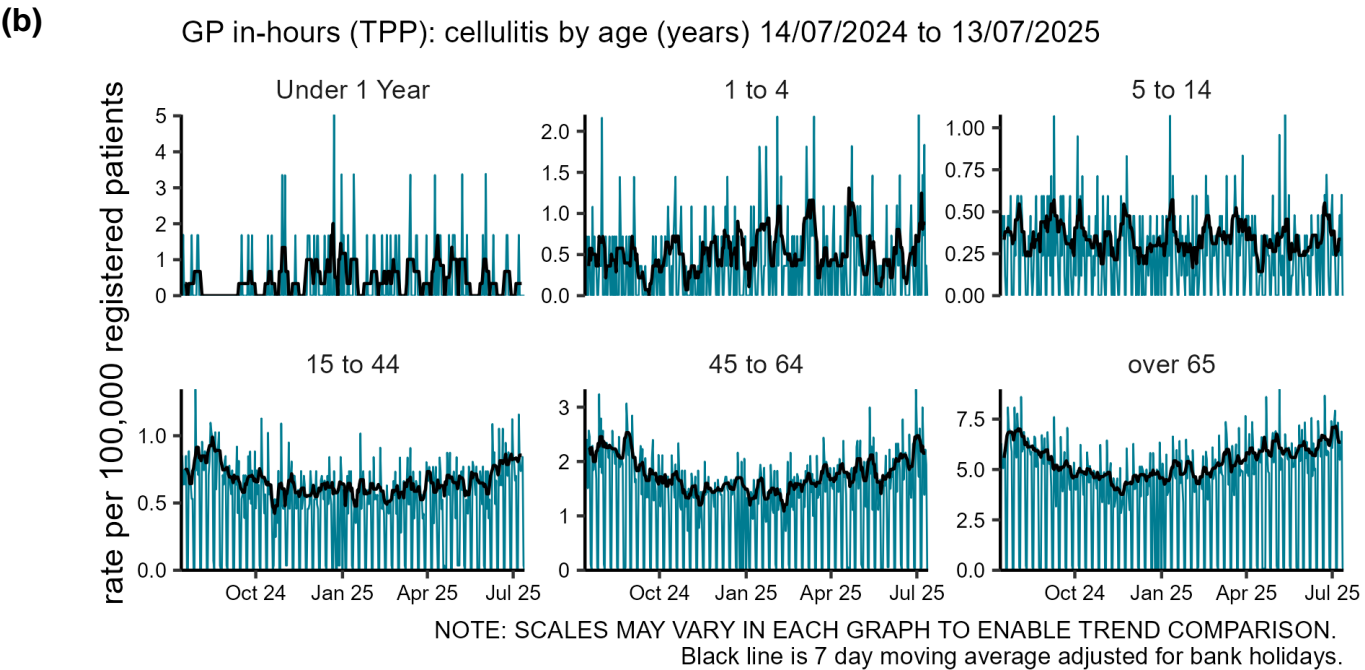 (b)
GP in-hours (TPP): cellulitis by age (years) 14/07/2024 to 13/07/2025
rate per 100,000 registered patients
Under 1 Year
5
4
3
2
1
0
1 to 4
2.0
1.5
1.0
0.5
0.0
5 to 14
1.00
0.75
0.50
0.25
0.00
15 to 44
1.0
0.5
0.0
Oct 24 Jan 25 Apr 25 Jul 25
45 to 64
3
2
1
0
Oct 24 Jan 25 Apr 25 Jul 25
over 65
7.5
5.0
2.5
0.0
Oct 24 Jan 25 Apr 25 Jul 25
NOTE: SCALES MAY VARY IN EACH GRAPH TO ENABLE TREND COMPARISON.
Black line is 7 day moving average adjusted for bank holidays.